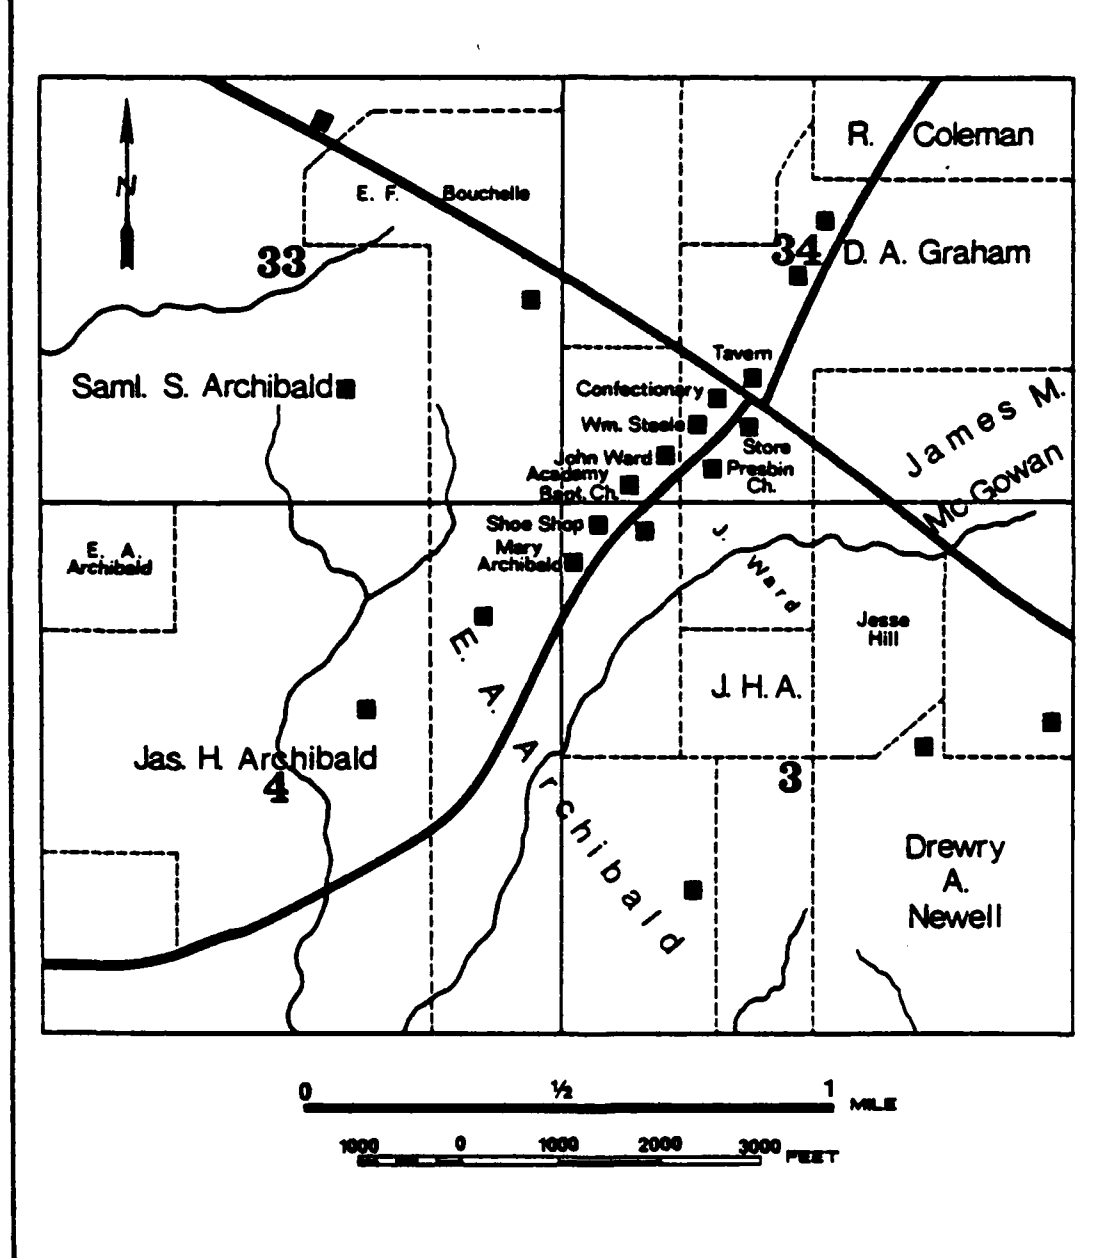 N
R. Coleman
E. F. Bouchelle
33
34
D. A. Graham
Tavern
Saml. S. Archibald
Confectionery
Wm. Steele
Store
John Ward
Presbin
Ch.
Academy
Bapt. Ch.
James M.
McGowan
Shoe Shop
Mary
Archibald
E. A.
Archibald
J. Ward
Jesse
Hill
E. A. Archibald
J. H. A.
Jas. H. Archibald
4
3
Drewry
A.
Newell
0 ½ 1 MILE
1000 0 1000 2000 3000 FEET